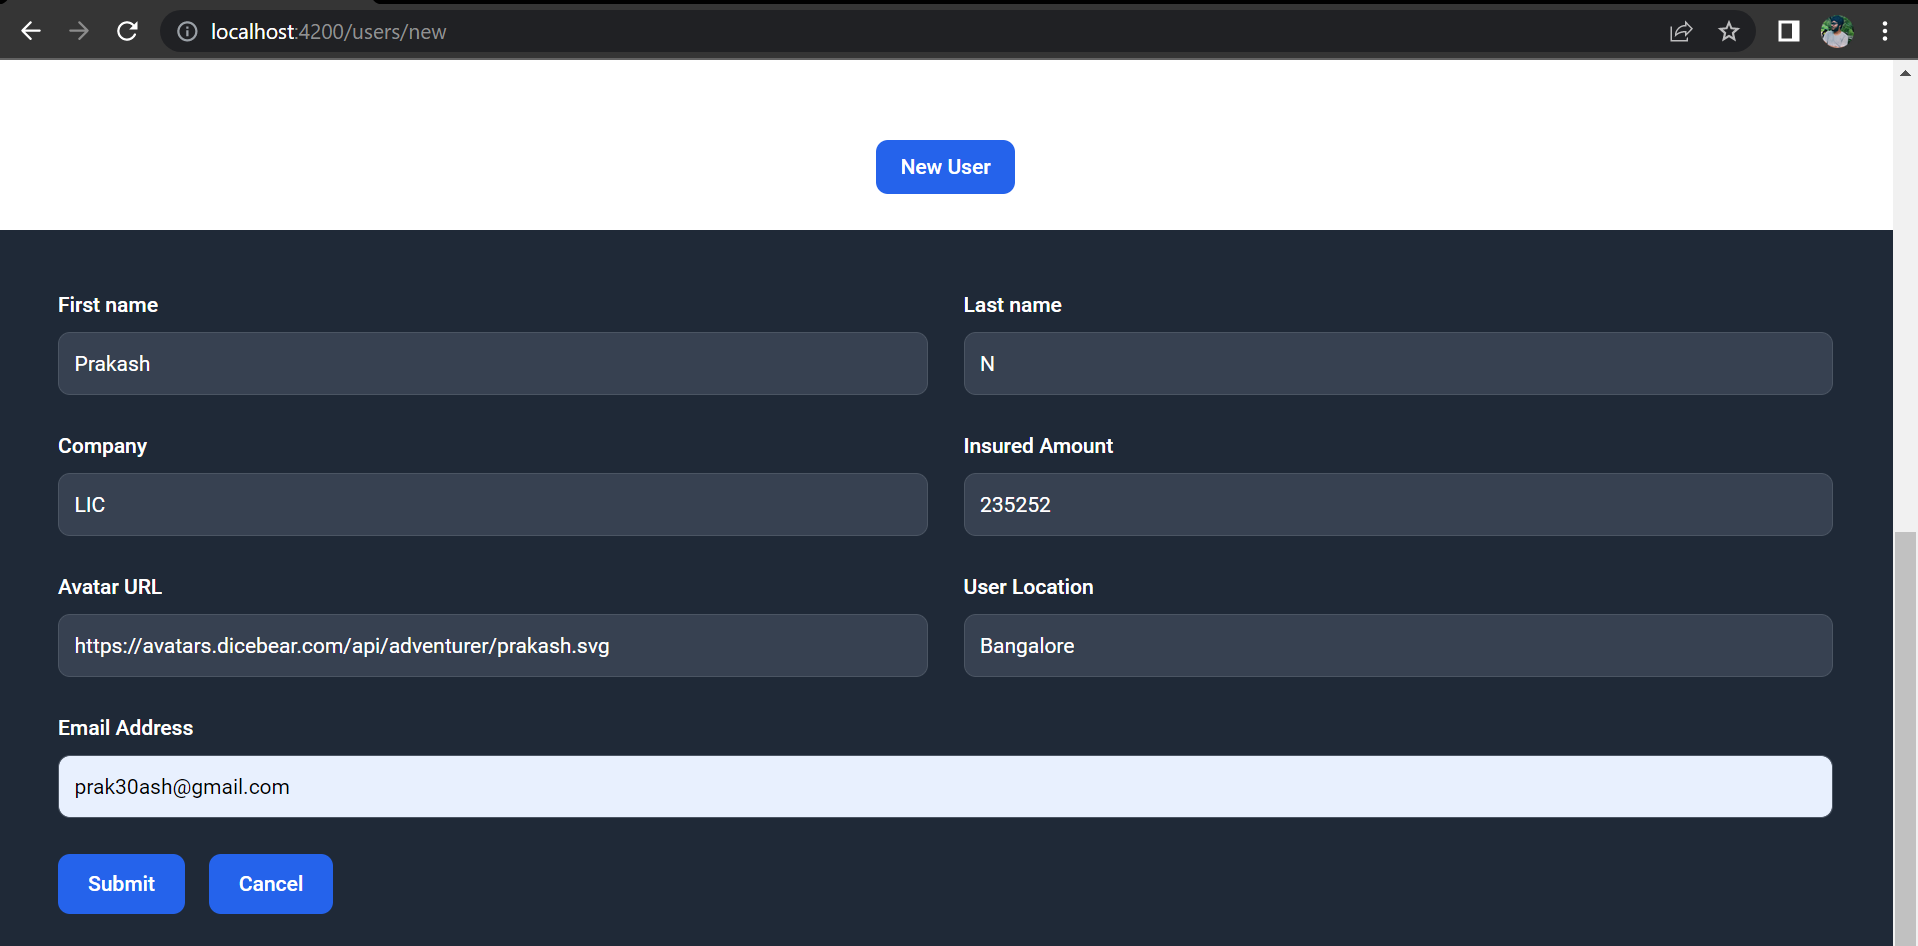 localhost:4200/users/new
New User
First name
Last name
Prakash
N
Company
Insured Amount
LIC
235252
Avatar URL
User Location
https://avatars.dicebear.com/api/adventurer/prakash.svg
Bangalore
Email Address
prak30ash@gmail.com
Submit
Cancel